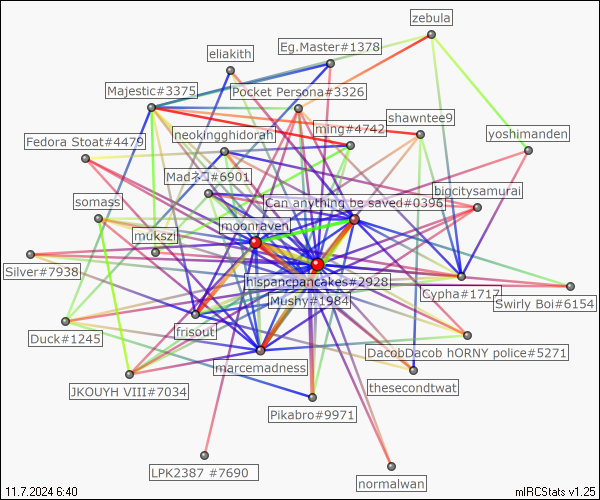 zebula
Eg.Master#1378
eliakith
Majestic#3375
Pocket Persona#3326
shawntee9
ming#4742
neokingghidorah
yoshimanden
Fedora Stoat#4479
Madネコ#6901
bigcitysamurai
Can anything be saved#0396
somass
moonraven
mukszil
Silver#7938
hispancpancakes#2928
Cypha#1717
Mushy#1984
Swirly Boi#6154
frisout
Duck#1245
DacobDacob hORNY police#5271
marcemadness
thesecondtwat
JKOUYH VIII#7034
Pikabro#9971
LPK2387 #7690
normalwan
11.7.2024 6:40
mIRCStats v1.25